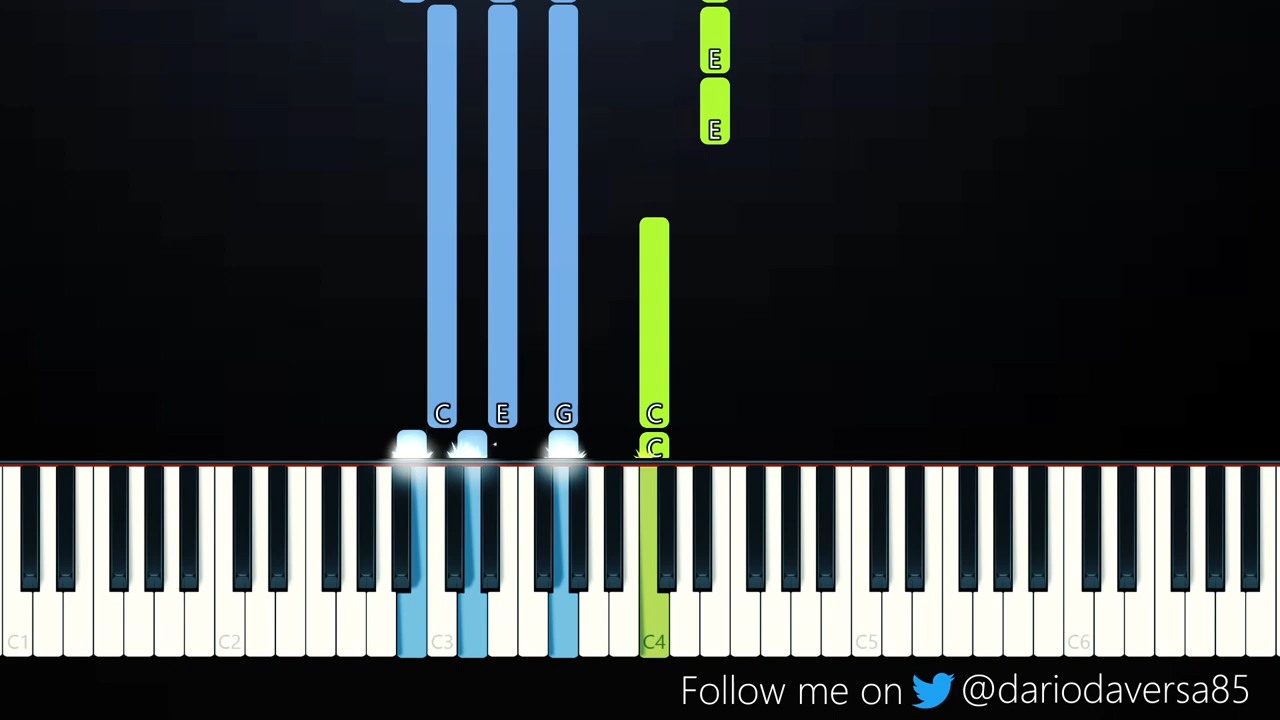 E
E
C E G C
C
C1 C2 C3 C4 C5 C6
Follow me on @dariodaversa85